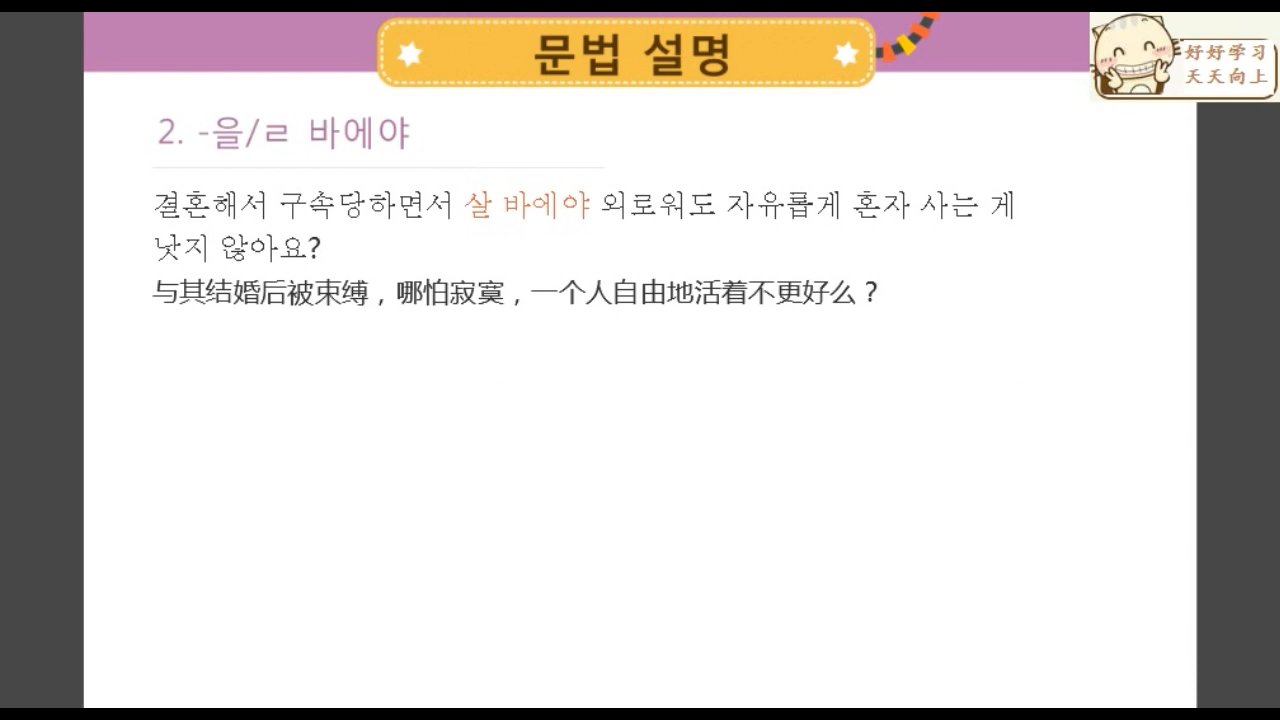 문법 설명
好好学习
天天向上
2. -을/ㄹ 바에야
결혼해서 구속당하면서 살 바에야 외로워도 자유롭게 혼자 사는 게
낫지 않아요?
与其结婚后被束缚，哪怕寂寞，一个人自由地活着不更好么？